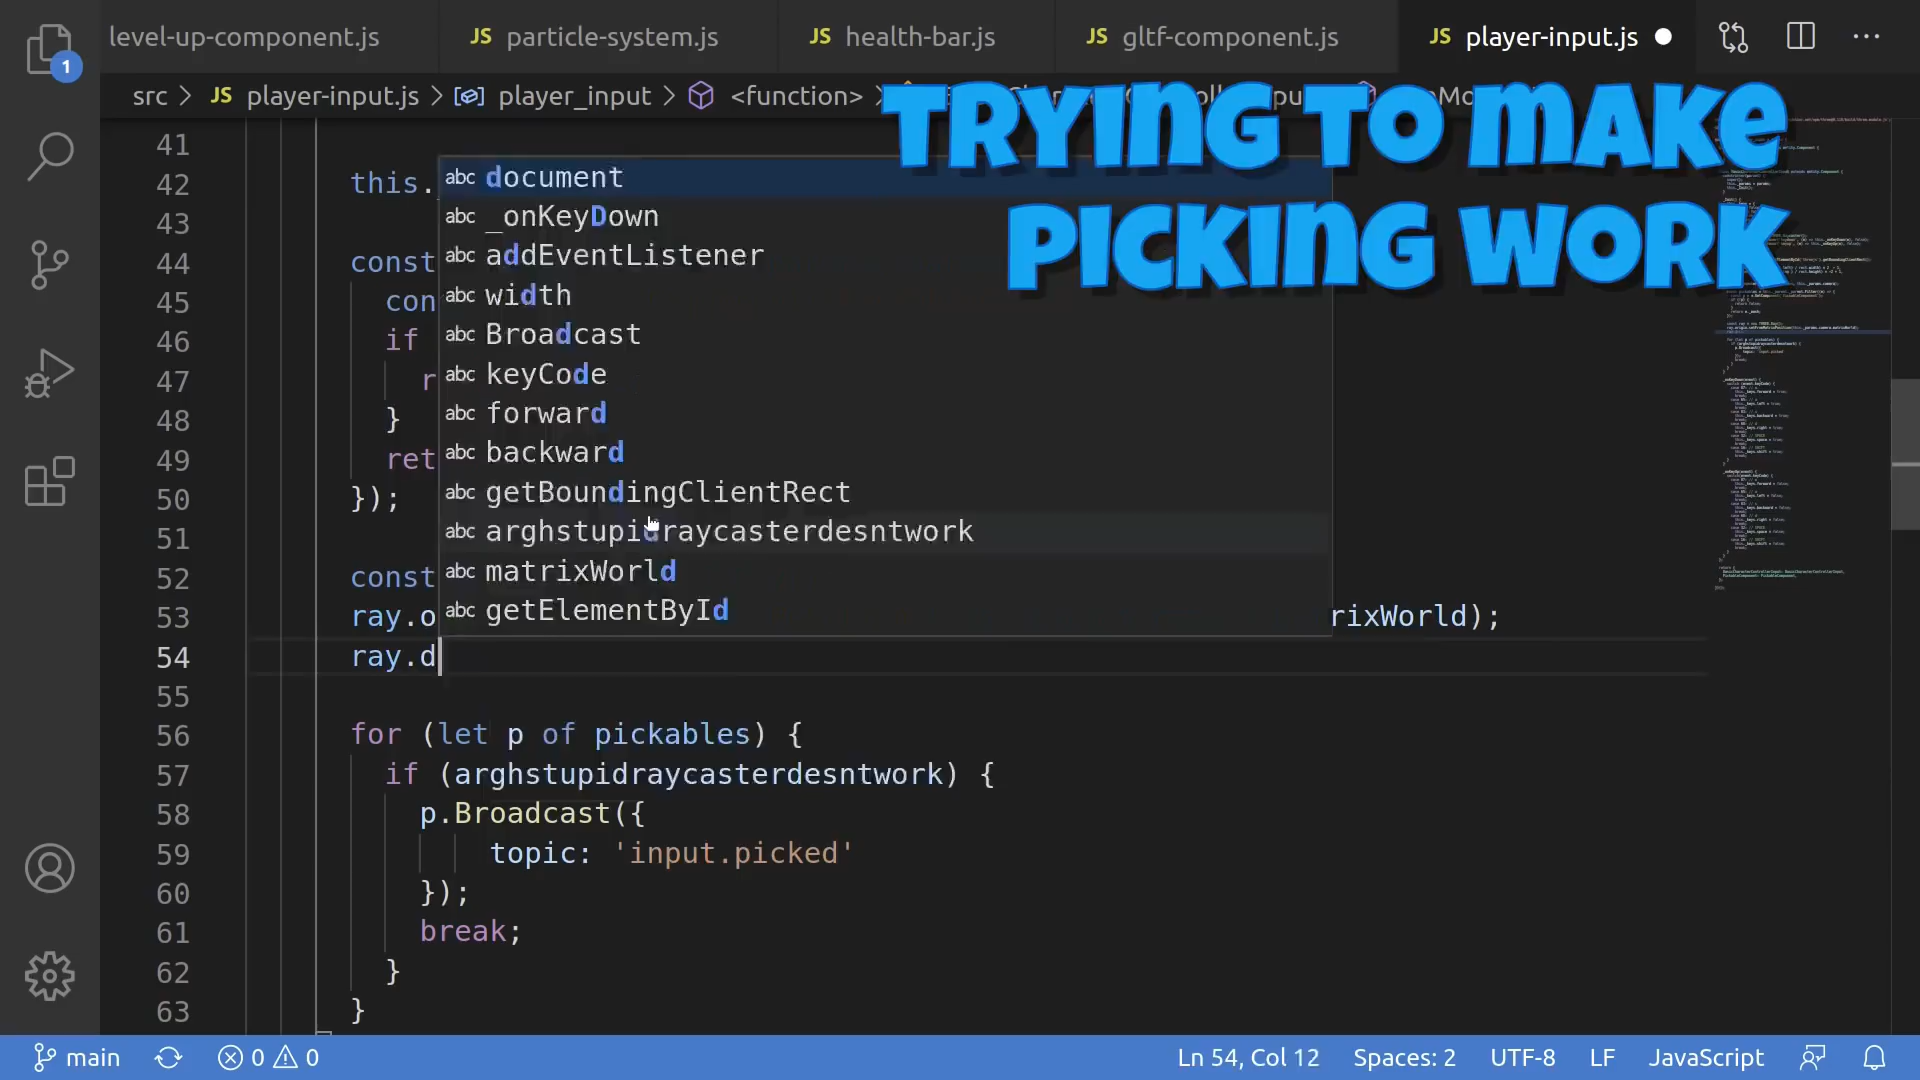 level-up-component.js
JS particle-system.js
JS health-bar.js
JS gltf-component.js
JS player-input.js
1
src > JS player-input.js > player_input > <function> >
TRYING TO MAKE
PICKING WORK
41
42 this.
43
44 const
45 con
46 if
47 r
48 }
49 ret
50 });
51
52 const
53 ray.o rixWorld);
54 ray.d
abc document
abc _onKeyDown
abc addEventListener
abc width
abc Broadcast
abc keyCode
abc forward
abc backward
abc getBoundingClientRect
abc arghstupidraycasterdesntwork
abc matrixWorld
abc getElementById
55
56 for (let p of pickables) {
57 if (arghstupidraycasterdesntwork) {
58 p.Broadcast({
59 topic: 'input.picked'
60 });
61 break;
62 }
63 }
main 0 0 Ln 54, Col 12 Spaces: 2 UTF-8 LF JavaScript